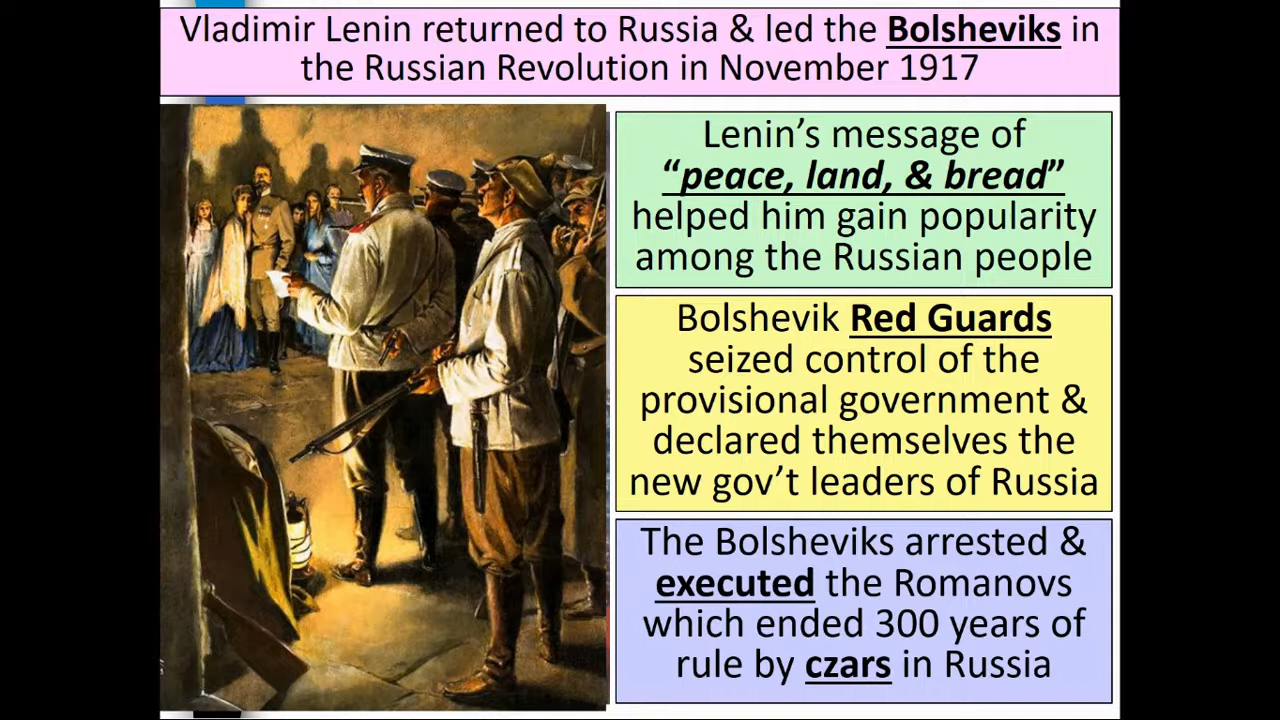 Vladimir Lenin returned to Russia & led the Bolsheviks in
the Russian Revolution in November 1917
Lenin’s message of
“peace, land, & bread”
helped him gain popularity
among the Russian people
Bolshevik Red Guards
seized control of the
provisional government &
declared themselves the
new gov’t leaders of Russia
The Bolsheviks arrested &
executed the Romanovs
which ended 300 years of
rule by czars in Russia